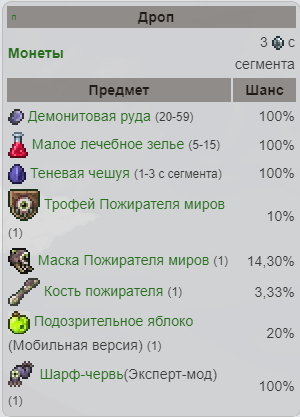 Дроп
Монеты
3 с
сегмента
Предмет Шанс
Демонитовая руда (20-59) 100%
Малое лечебное зелье (5-15) 100%
Теневая чешуя (1-3 с сегмента) 100%
Трофей Пожирателя миров
(1) 10%
Маска Пожирателя миров (1) 14,30%
Кость пожирателя (1) 3,33%
Подозрительное яблоко
(Мобильная версия) (1) 20%
Шарф-червь(Эксперт-мод)
(1) 100%